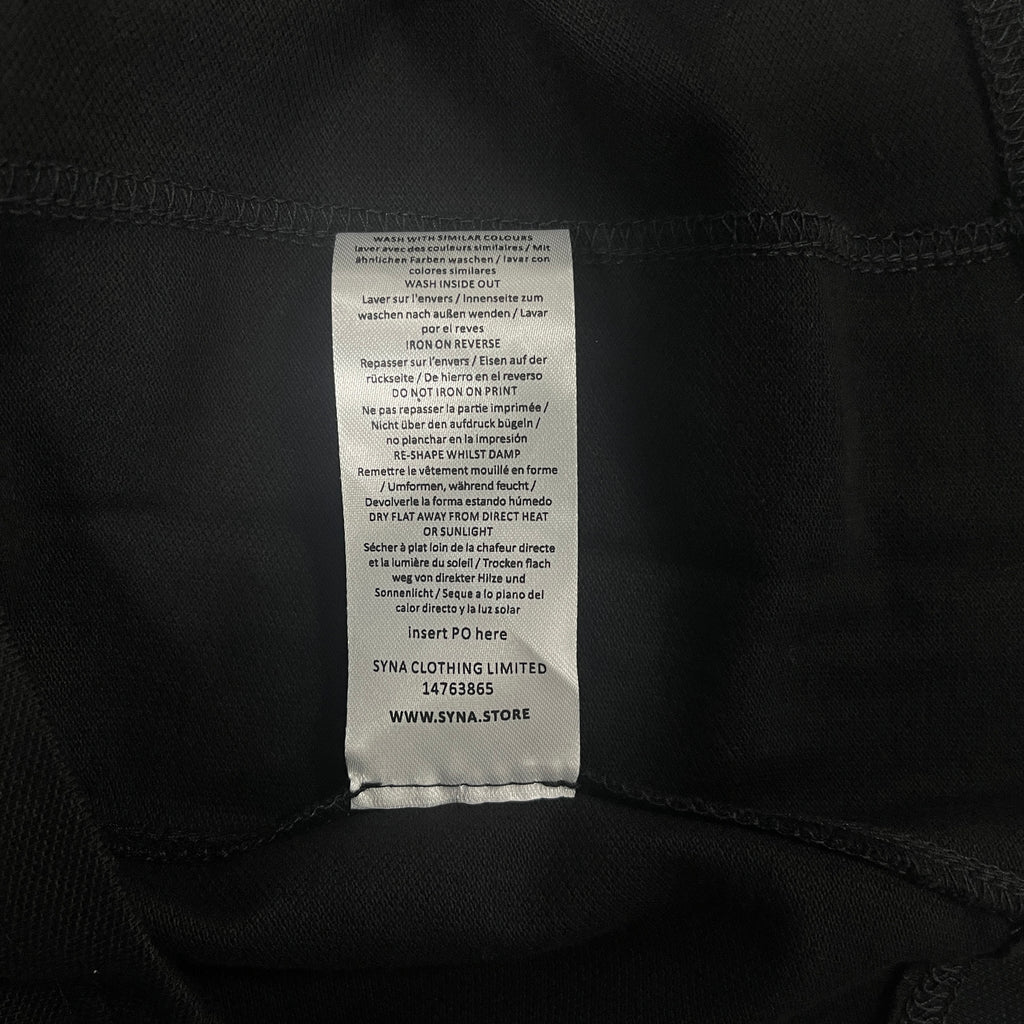 WASH WITH SIMILAR COLOURS
laver avec des couleurs similaires / Mit
ähnlichen Farben waschen / lavar con
colores similares
WASH INSIDE OUT
Laver sur l'envers / Innenseite zum
waschen nach außen wenden / Lavar
por el reves
IRON ON REVERSE
Repasser sur l'envers / Eisen auf der
rückseite / De hierro en el reverso
DO NOT IRON ON PRINT
Ne pas repasser la partie imprimée /
Nicht über den aufdruck bügeln /
no planchar en la impresión
RE-SHAPE WHILST DAMP
Remettre le vêtement mouillé en forme
/ Umformen, während feucht /
Devolverle la forma estando húmedo
DRY FLAT AWAY FROM DIRECT HEAT
OR SUNLIGHT
Sécher à plat loin de la chafeur directe
et la lumière du soleil / Trocken flach
weg von direkter Hilze und
Sonnenlicht / Seque a lo plano del
calor directo y la luz solar
insert PO here
SYNA CLOTHING LIMITED
14763865
WWW.SYNA.STORE